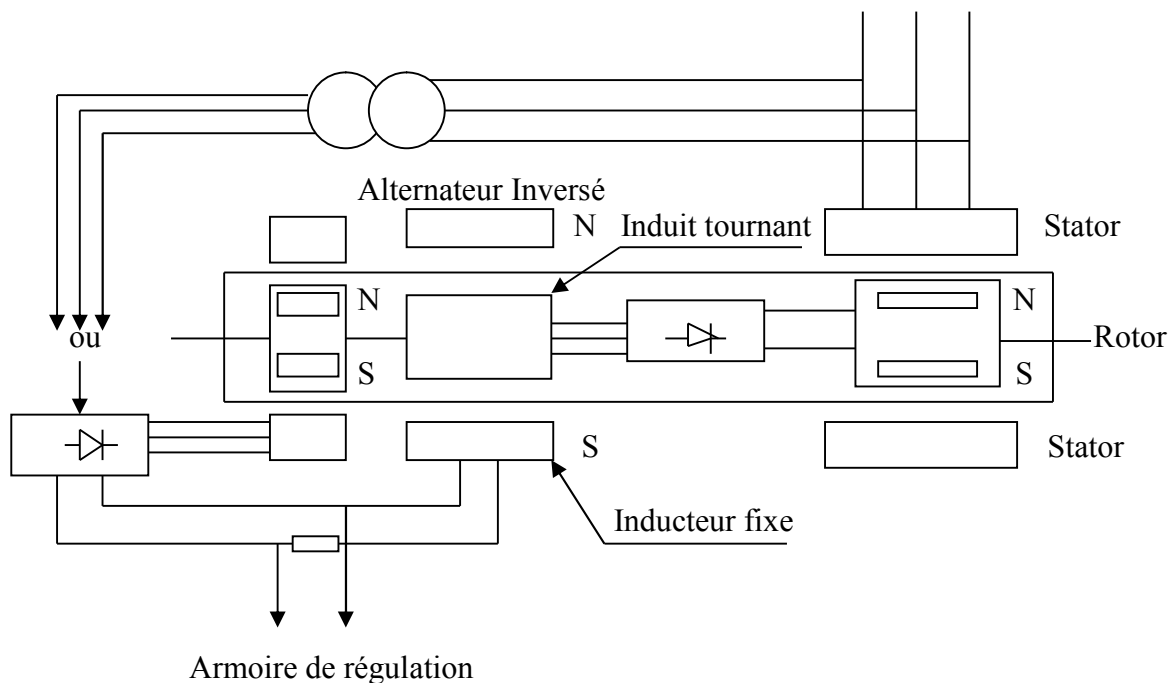 Alternateur Inversé
N
Induit tournant
Stator
N
N
ou
Rotor
S
S
S
Stator
Inducteur fixe
Armoire de régulation